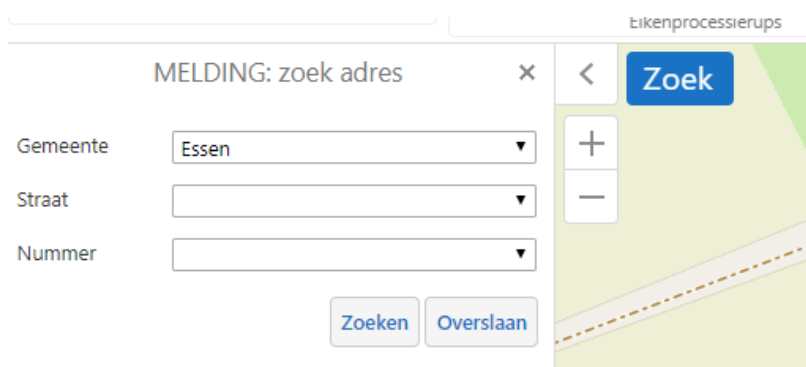 Eikenprocessierups
MELDING: zoek adres
Zoek
Gemeente Essen
Straat
Nummer
Zoeken Overslaan